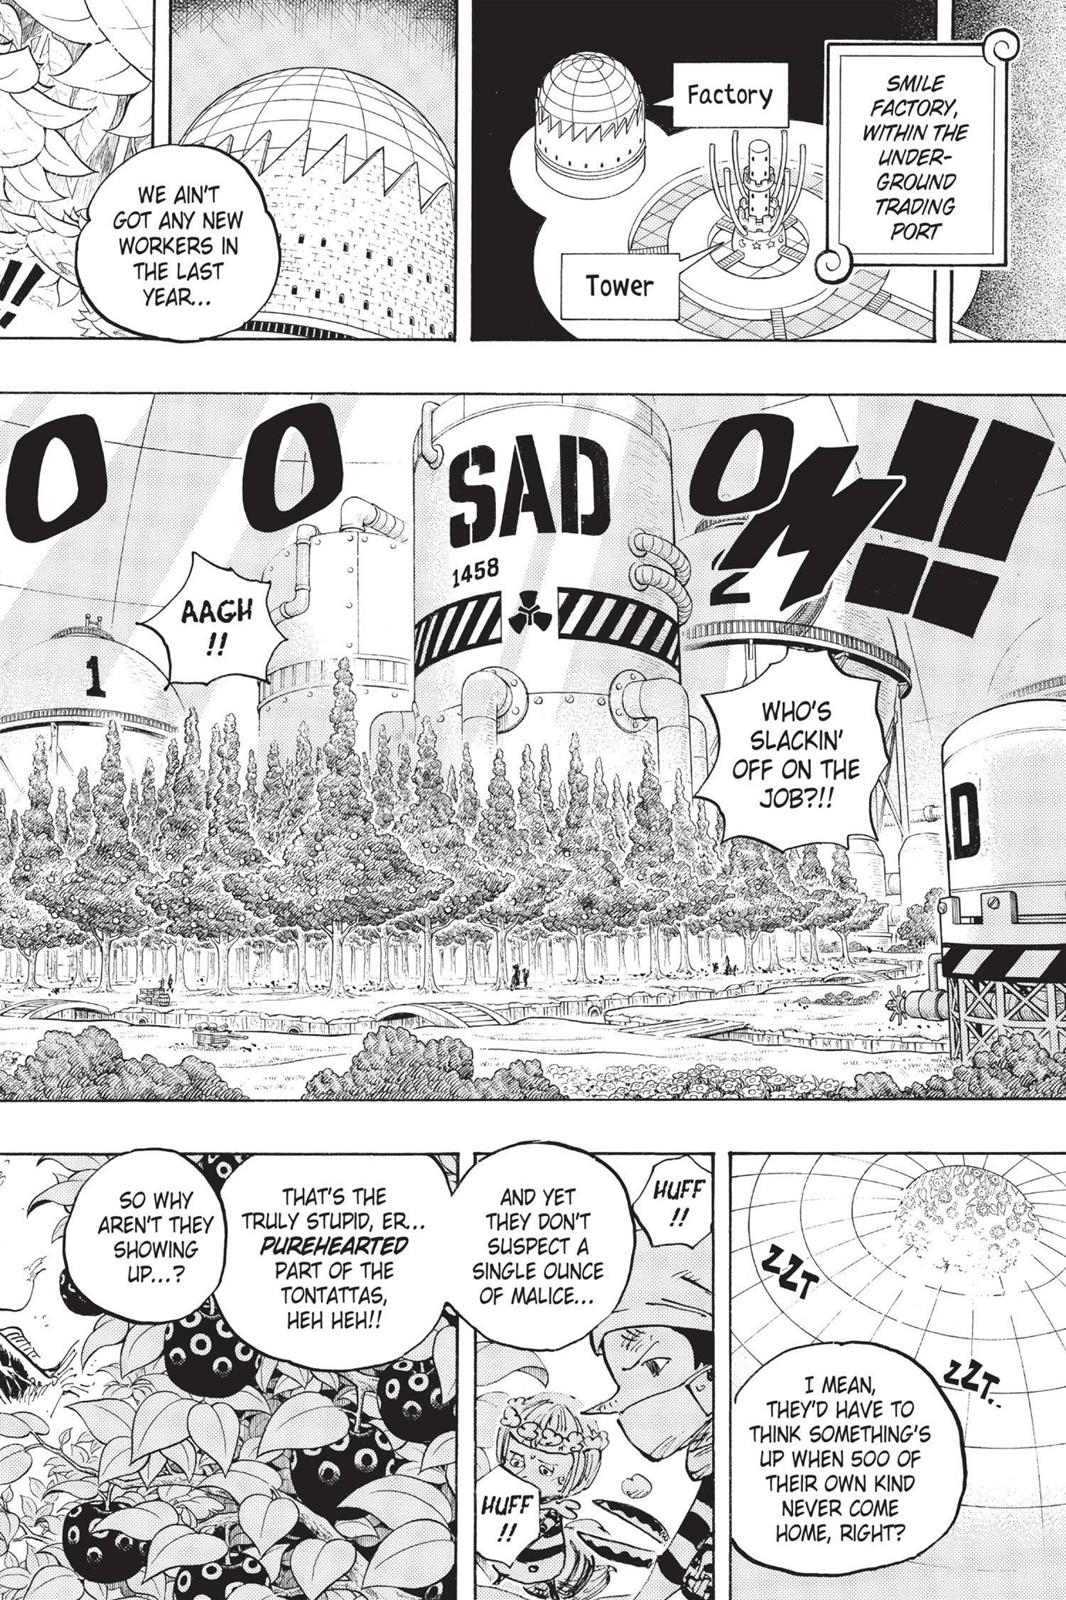 SMILE
FACTORY,
WITHIN THE
UNDER-
GROUND
TRADING
PORT
Factory
Tower
WE AIN'T
GOT ANY NEW
WORKERS IN
THE LAST
YEAR...
!!
OOOM!!
SAD
1458
2
1
AD
WHO'S
SLACKIN'
OFF ON THE
JOB?!!
AAGH
!!
ZZT
ZZT..
I MEAN,
THEY'D HAVE TO
THINK SOMETHING'S
UP WHEN 500 OF
THEIR OWN KIND
NEVER COME
HOME, RIGHT?
HUFF
!!
AND YET
THEY DON'T
SUSPECT A
SINGLE OUNCE
OF MALICE...
HUFF
!!
THAT'S THE
TRULY STUPID, ER...
PUREHEARTED
PART OF THE
TONTATTAS,
HEH HEH!!
SO WHY
AREN'T THEY
SHOWING
UP...?